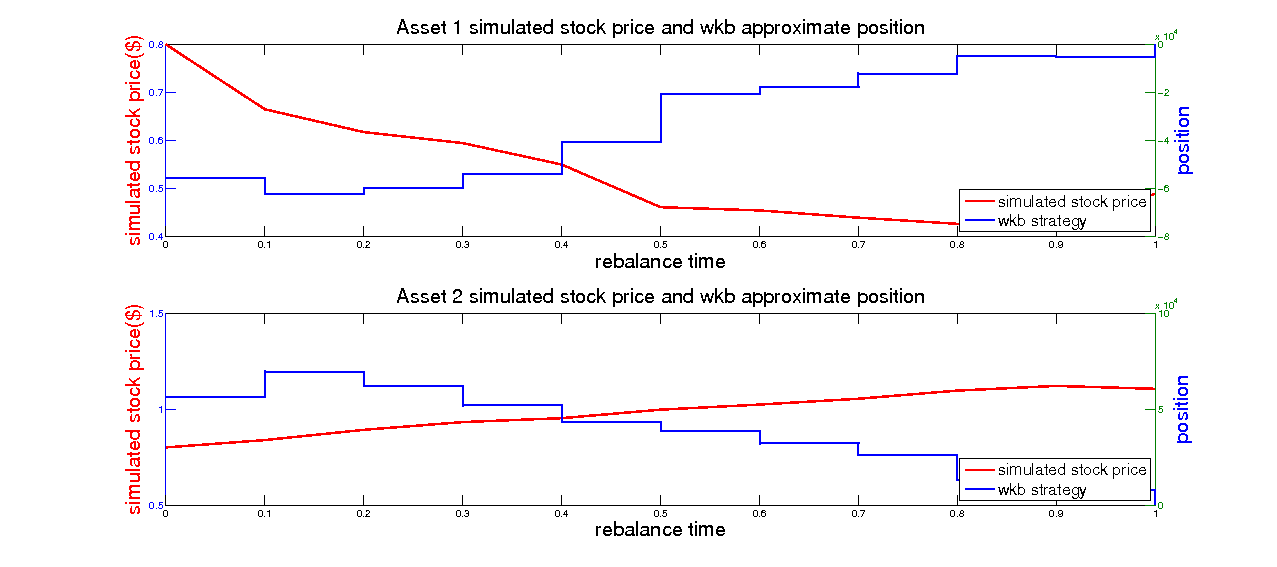 Asset 1 simulated stock price and wkb approximate position
x 10^4
simulated stock price($)
0.8
0.7
0.6
0.5
0.4
0
-2
-4
-6
-8
position
simulated stock price
wkb strategy
0 0.1 0.2 0.3 0.4 0.5 0.6 0.7 0.8 0.9 1
rebalance time
Asset 2 simulated stock price and wkb approximate position
x 10^4
simulated stock price($)
1.5
1
0.5
10
5
0
position
simulated stock price
wkb strategy
0 0.1 0.2 0.3 0.4 0.5 0.6 0.7 0.8 0.9 1
rebalance time